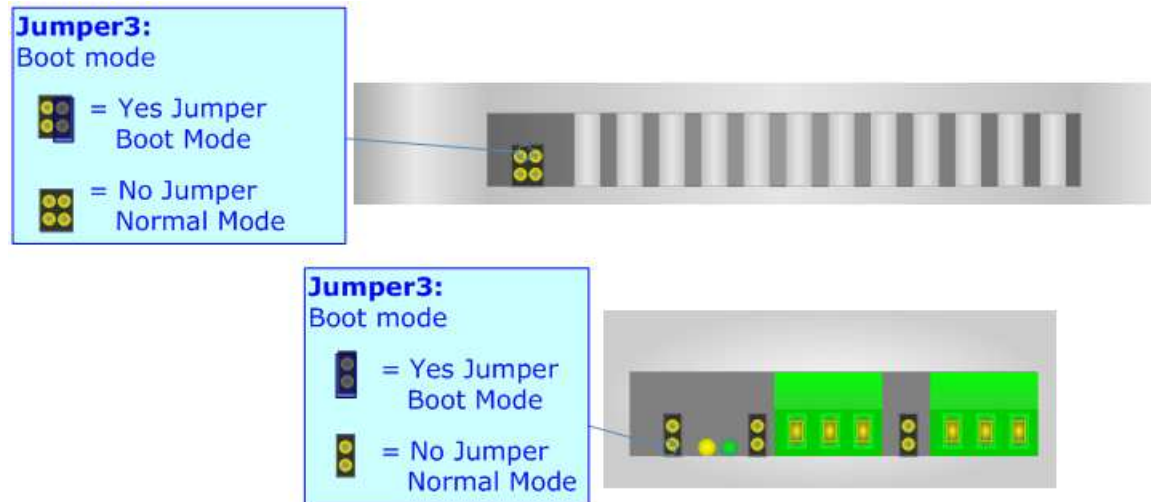 Jumper3:
Boot mode
= Yes Jumper
Boot Mode
= No Jumper
Normal Mode
Jumper3:
Boot mode
= Yes Jumper
Boot Mode
= No Jumper
Normal Mode